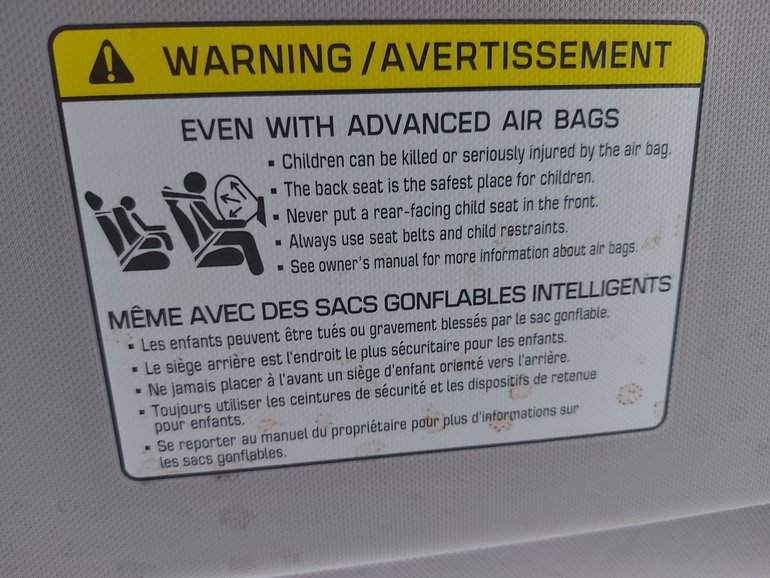 WARNING/AVERTISSEMENT
EVEN WITH ADVANCED AIR BAGS
▪ Children can be killed or seriously injured by the air bag.
▪ The back seat is the safest place for children.
▪ Never put a rear-facing child seat in the front.
▪ Always use seat belts and child restraints.
▪ See owner's manual for more information about air bags.
MÊME AVEC DES SACS GONFLABLES INTELLIGENTS
▪ Les enfants peuvent être tués ou gravement blessés par le sac gonflable.
▪ Le siège arrière est l'endroit le plus sécuritaire pour les enfants.
▪ Ne jamais placer à l'avant un siège d'enfant orienté vers l'arrière.
▪ Toujours utiliser les ceintures de sécurité et les dispositifs de retenue
pour enfants.
▪ Se reporter au manuel du propriétaire pour plus d'informations sur
les sacs gonflables.